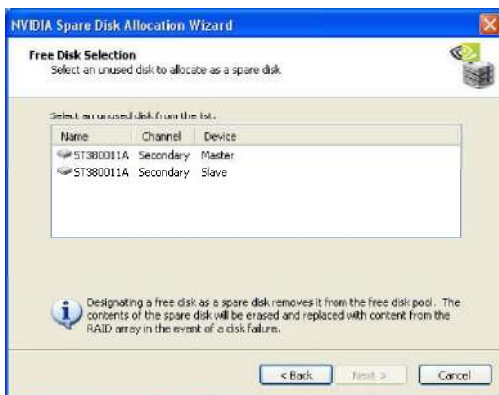 NVIDIA Spare Disk Allocation Wizard
Free Disk Selection
Select an unused disk to allocate as a spare disk
Select an unused disk from the list.
Name Channel Device
ST380011A Secondary Master
ST380011A Secondary Slave
Designating a free disk as a spare disk removes it from the free disk pool. The
contents of the spare disk will be erased and replaced with content from the
RAID array in the event of a disk failure.
< Back Next > Cancel